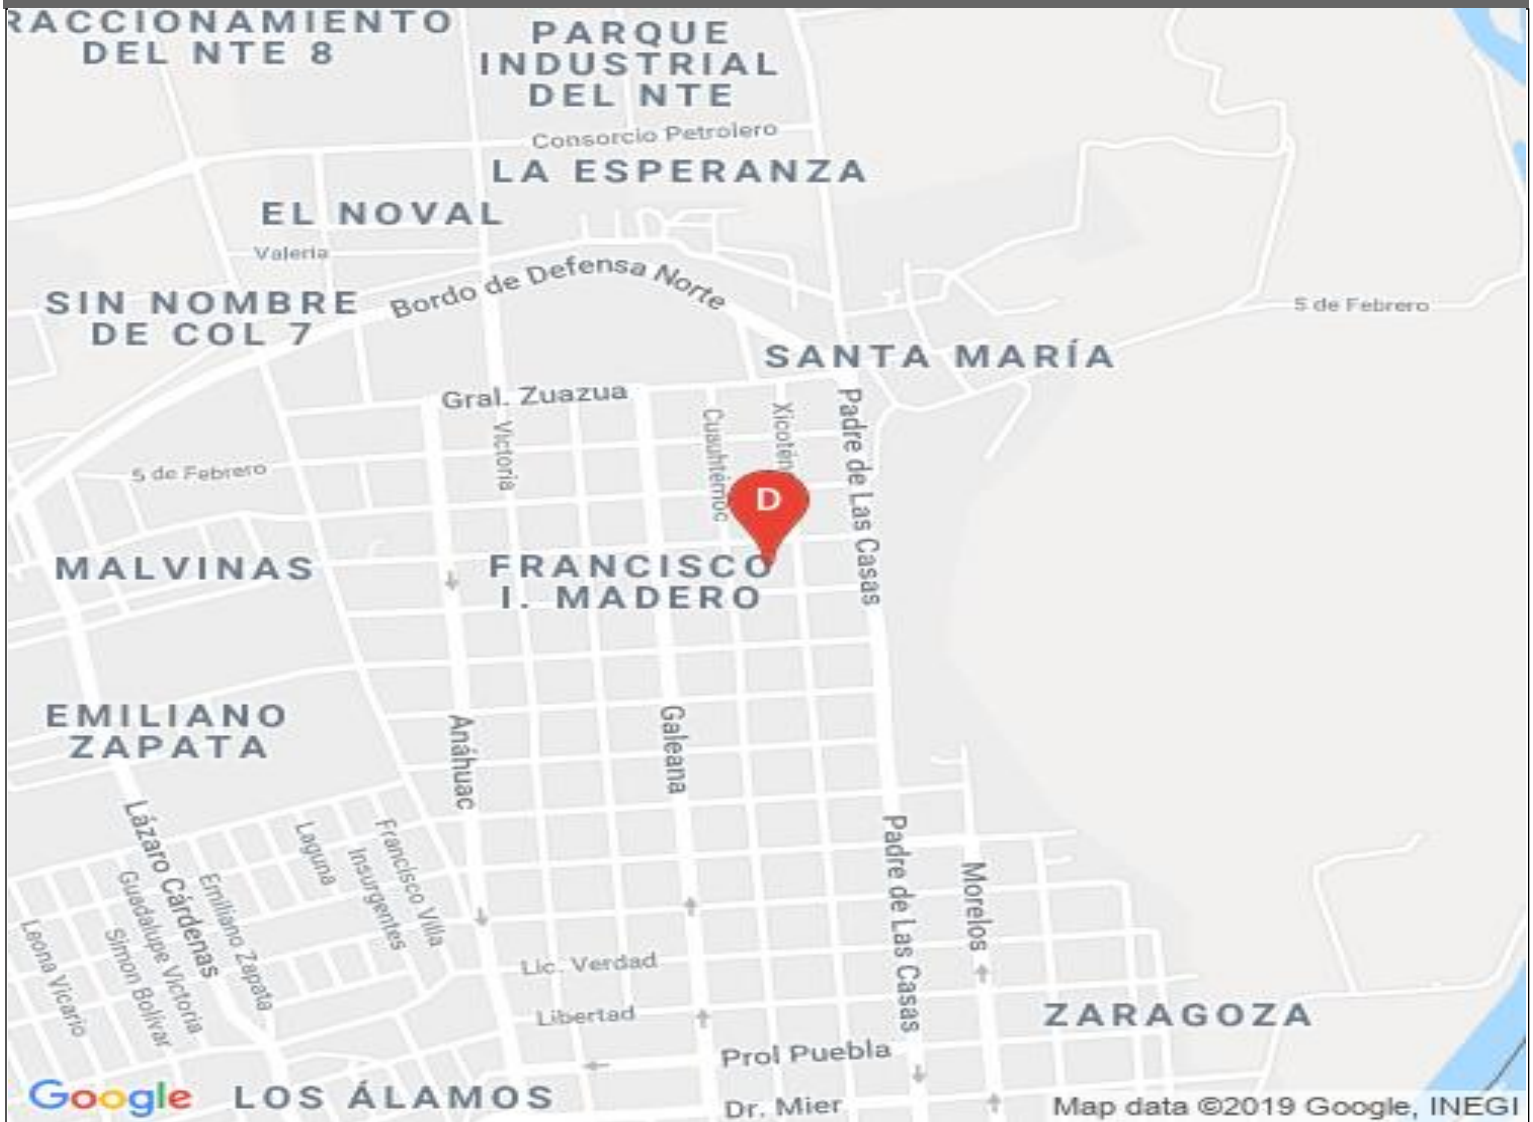 RACCIONAMIENTO
DEL NTE 8
PARQUE
INDUSTRIAL
DEL NTE
Consorcio Petrolero
LA ESPERANZA
EL NOVAL
Valeria
Bordo de Defensa Norte
SIN NOMBRE
DE COL 7
5 de Febrero
SANTA MARÍA
Gral. Zuazua
Victoria
Cuauhtémoc
Xicotén
Padre de Las Casas
5 de Febrero
D
MALVINAS
FRANCISCO
I. MADERO
EMILIANO
ZAPATA
Anáhuac
Galeana
Lázaro Cárdenas
Laguna
Francisco Villa
Insurgentes
Emiliano Zapata
Guadalupe Victoria
Simon Bolivar
Leona Vicario
Padre de Las Casas
Morelos
Lic. Verdad
Libertad
ZARAGOZA
Prol Puebla
Google
LOS ÁLAMOS
Dr. Mier
Map data ©2019 Google, INEGI